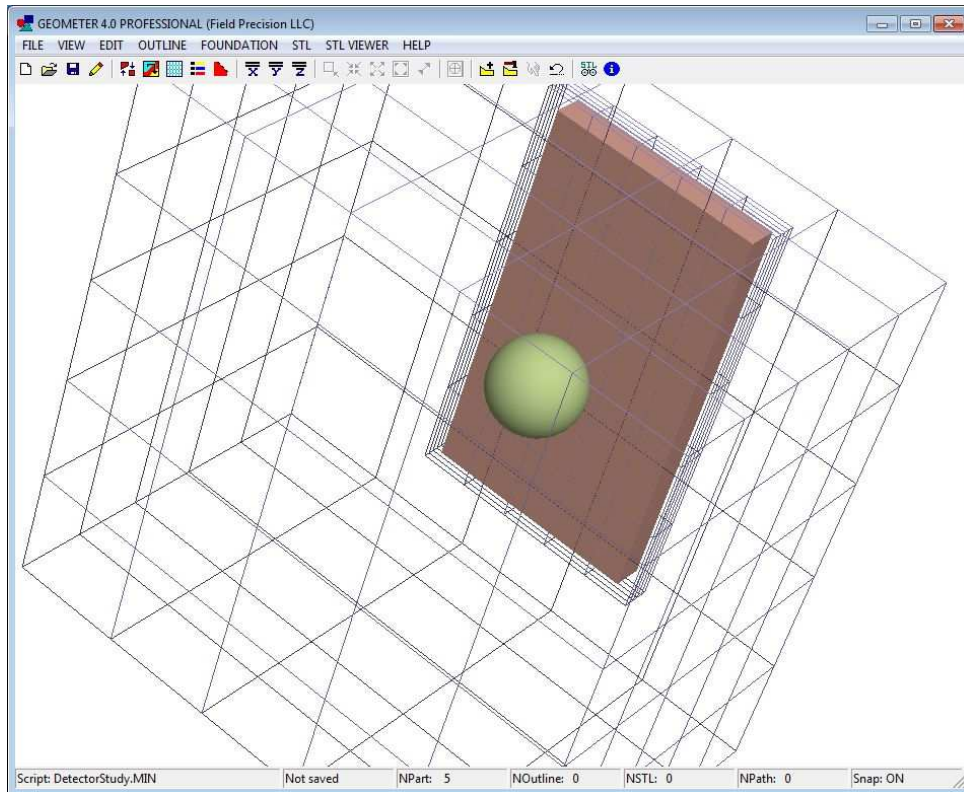 GEOMETER 4.0 PROFESSIONAL (Field Precision LLC)
FILE VIEW EDIT OUTLINE FOUNDATION STL STL VIEWER HELP
X Y Z STL i
Script: DetectorStudy.MIN Not saved NPart: 5 NOutline: 0 NSTL: 0 NPath: 0 Snap: ON